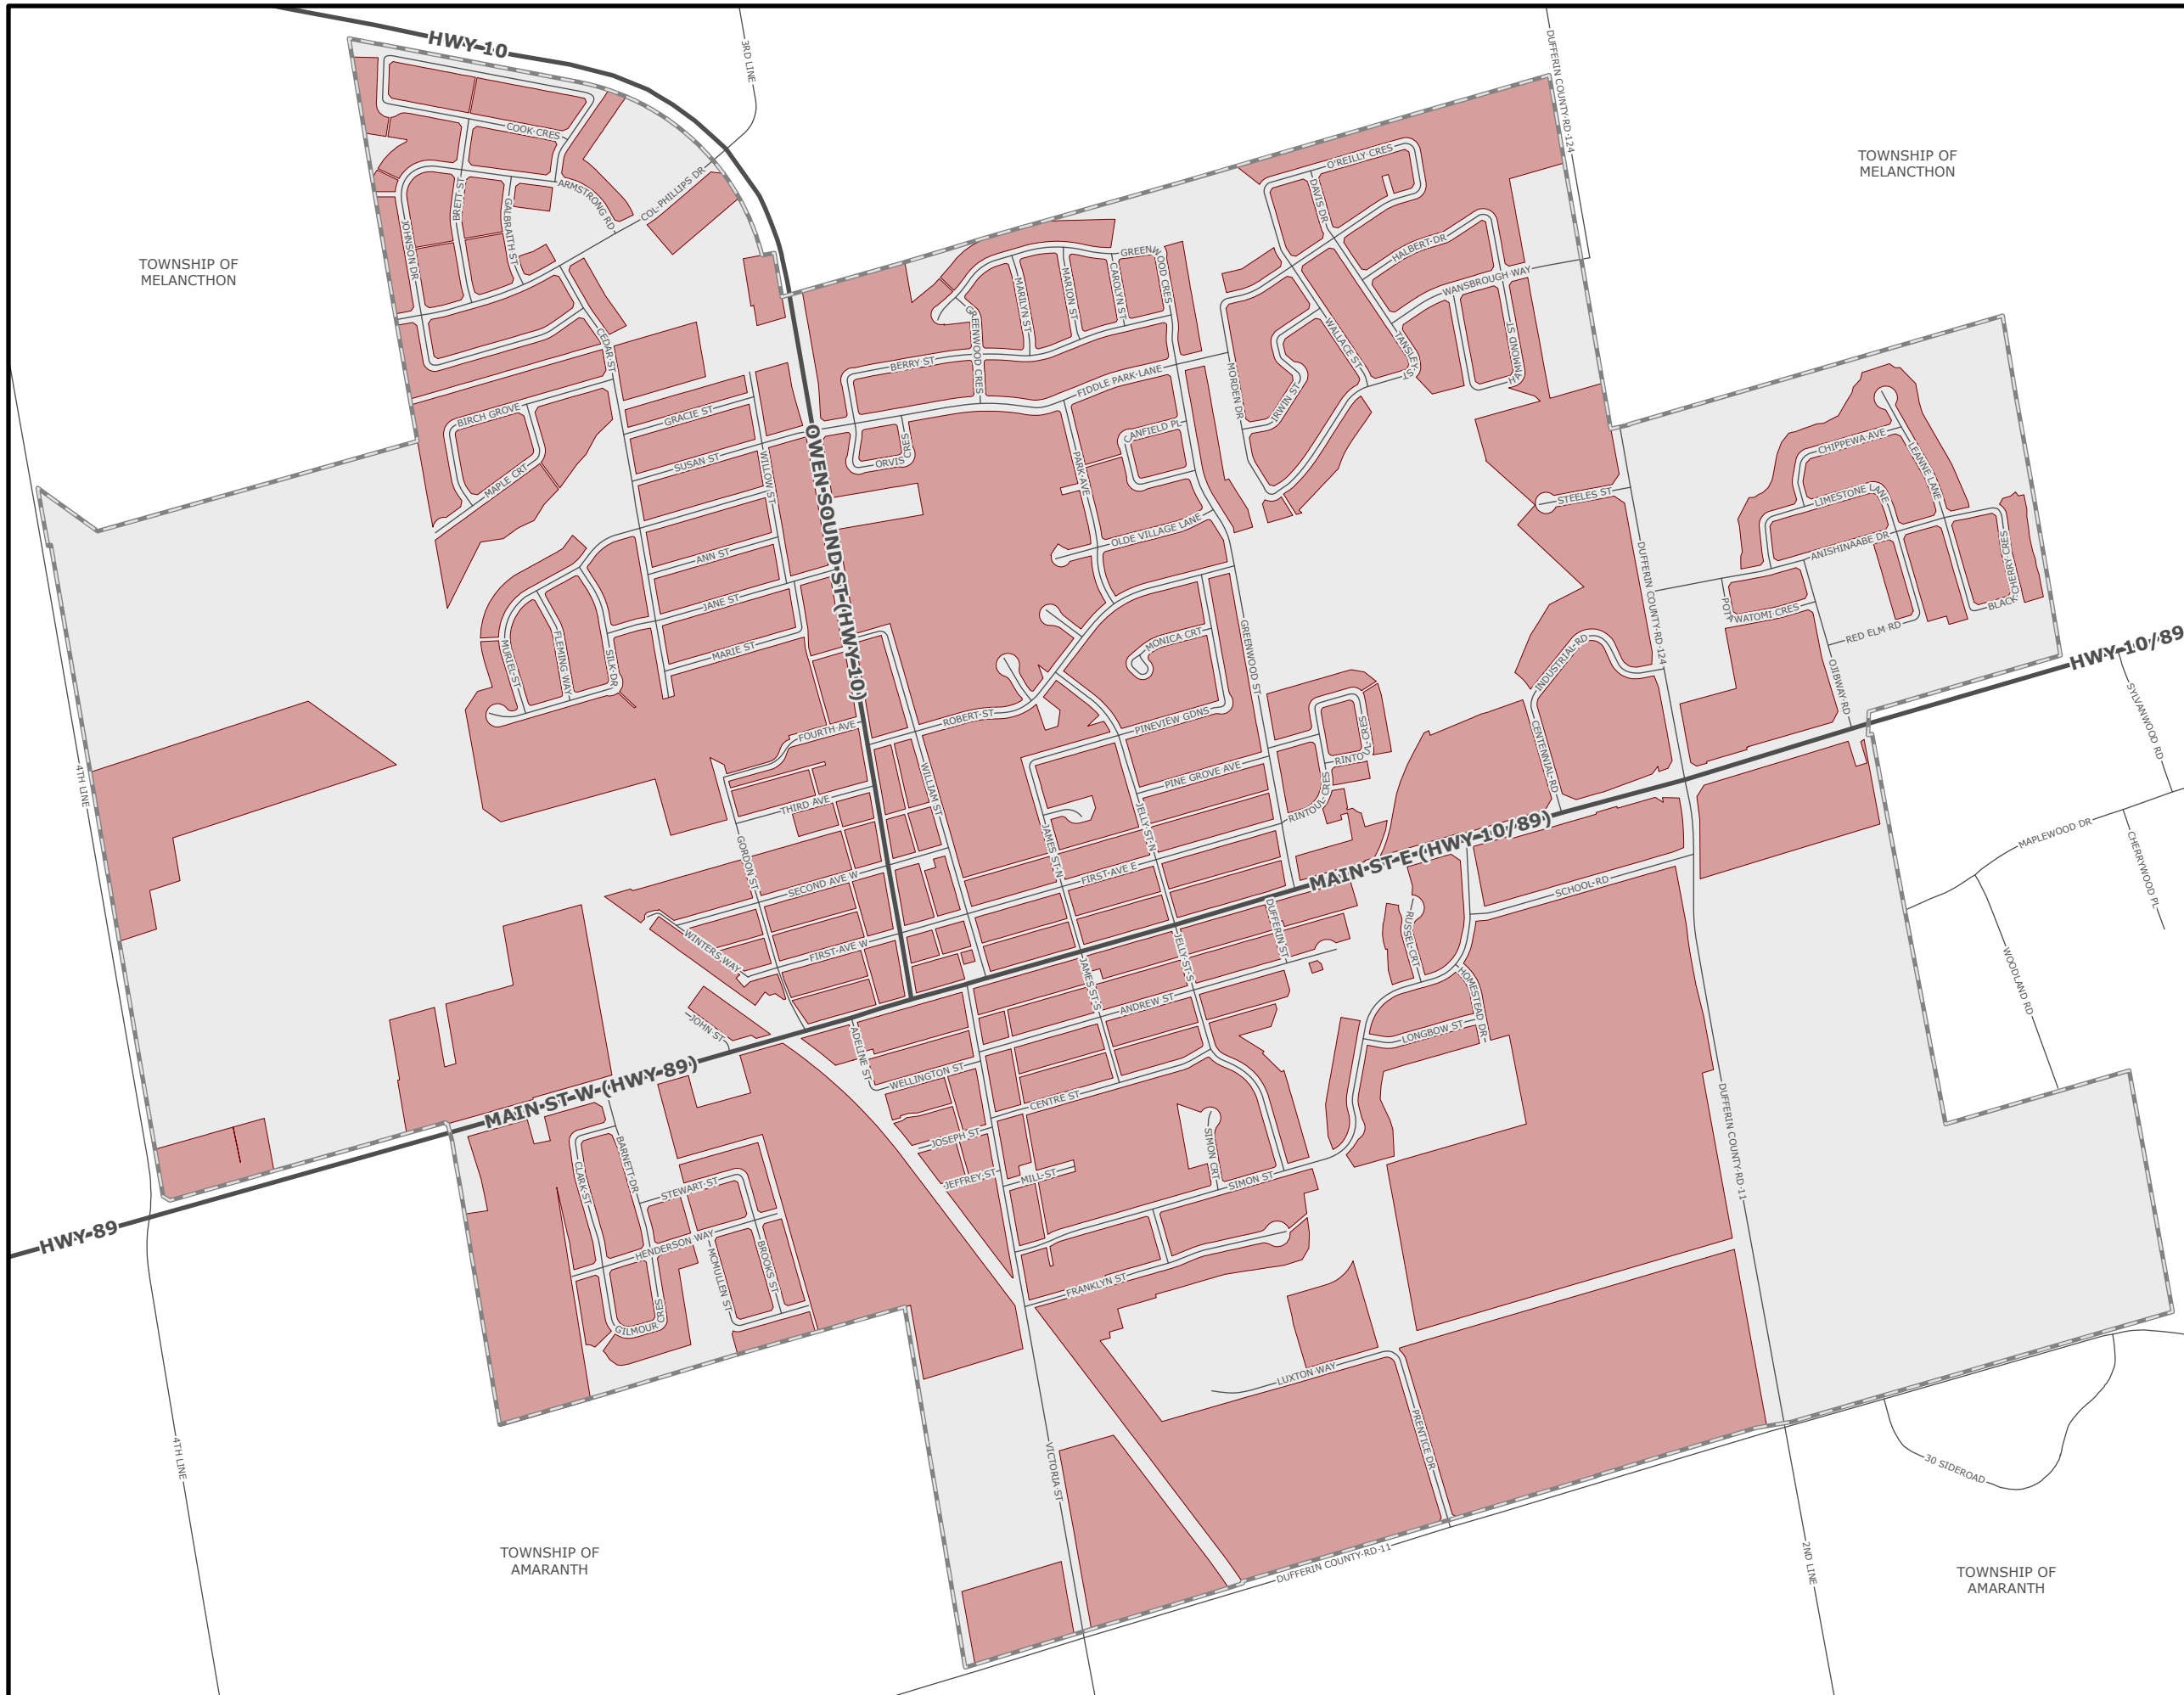 HWY-10
3RD LINE
DUFFERIN COUNTY RD 124
TOWNSHIP OF
MELANCTHON
TOWNSHIP OF
MELANCTHON
COOK CRES
ARMSTRONG RD
COL PHILLIPS DR
BRETT ST
GALBRAITH ST
JOHNSON DR
CEDAR ST
O'REILLY CRES
DAVIS DR
HALBERT DR
WANSBROUGH WAY
GREENWOOD CRES
CAROLYN ST
MARION ST
MARILYN ST
GREENWOOD CRES
BERRY ST
FIDDLE PARK LANE
WALLACE ST
TANSLEY ST
HAMMOND ST
MORDEN DR
IRWIN ST
BIRCH GROVE
MAPLE CRT
GRACIE ST
SUSAN ST
WILLOW ST
OWEN SOUND ST (HWY-10)
ORVIS CRES
CANFIELD PL
PARK AVE
OLDE VILLAGE LANE
STEELES ST
CHIPPEWA AVE
LEANNE LANE
LIMESTONE LANE
ANISHINAABE DR
BLACK CHERRY CRES
POTTWATOMI CRES
RED ELM RD
OJIBWAY RD
DUFFERIN COUNTY RD 124
HWY-10/89
ANN ST
JANE ST
MARIE ST
SILK DR
FLEMING WAY
MURIEL ST
MONICA CRT
GREENWOOD ST
INDUSTRIAL RD
CENTENNIAL RD
PINEVIEW GDNS
ROBERT ST
FOURTH AVE
THIRD AVE
WILLIAM ST
PINE GROVE AVE
RINTOUL CRES
RINTOUL CRES
JELLY ST N
JAMES ST N
4TH LINE
GORDON ST
SECOND AVE W
FIRST AVE E
FIRST AVE W
WINTERS WAY
MAIN ST E (HWY-10/89)
SCHOOL RD
RUSSEL CRT
DUFFERIN ST
SYLVANWOOD RD
MAPLEWOOD DR
CHERRYWOOD PL
WOODLAND RD
JOHN ST
ADELINE ST
JAMES ST S
JELLY ST S
ANDREW ST
HOMESTEAD DR
LONGBOW ST
MAIN ST W (HWY-89)
WELLINGTON ST
CENTRE ST
JOSEPH ST
JEFFREY ST
MILL ST
SIMON CRT
SIMON ST
DUFFERIN COUNTY RD 11
BARNETT DR
CLARK ST
STEWART ST
HENDERSON WAY
MCMULLEN ST
BROOKS ST
GILMOUR CRES
HWY-89
FRANKLYN ST
LUXTON WAY
PRENTICE DR
VICTORIA ST
4TH LINE
30 SIDEROAD
2ND LINE
DUFFERIN COUNTY RD 11
TOWNSHIP OF
AMARANTH
TOWNSHIP OF
AMARANTH